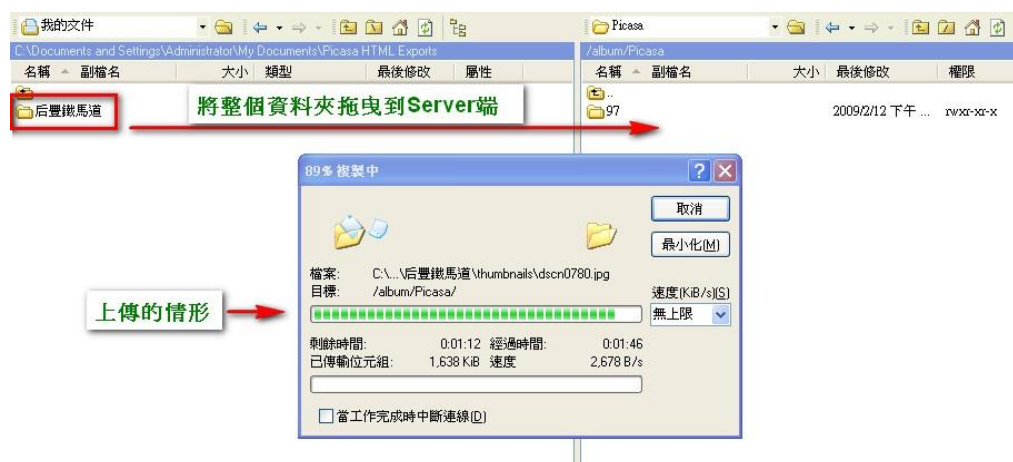 我的文件
Picasa
C:\Documents and Settings\Administrator\My Documents\Picasa HTML Exports
/album/Picasa
名稱 副檔名 大小 類型 最後修改 屬性
名稱 副檔名 大小 最後修改 權限
..
后豐鐵馬道
97 2009/2/12 下午 ... rwxr-xr-x
將整個資料夾拖曳到Server端
89% 複製中
取消
最小化(M)
檔案: C:\...\后豐鐵馬道\thumbnails\dscn0780.jpg
目標: /album/Picasa/
速度(KiB/s)(S)
無上限
上傳的情形
剩餘時間: 0:01:12 經過時間: 0:01:46
已傳輸位元組: 1,638 KiB 速度 2,678 B/s
當工作完成時中斷連線(D)